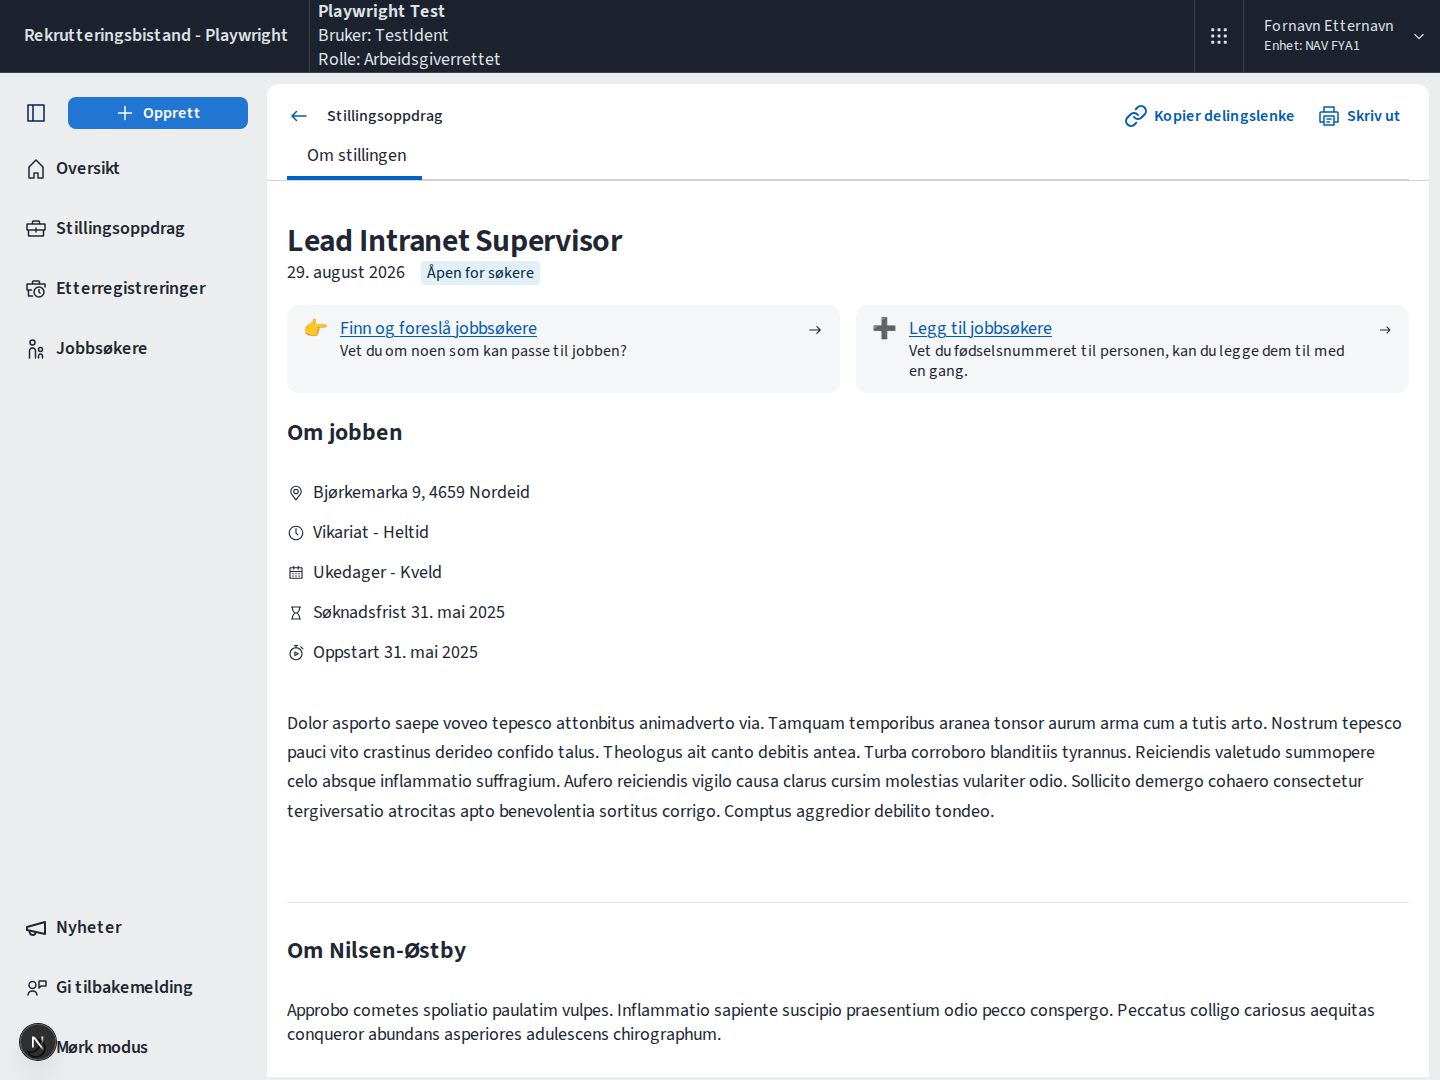 Rekrutteringsbistand - Playwright
Playwright Test
Bruker: TestIdent
Rolle: Arbeidsgiverrettet
Fornavn Etternavn
Enhet: NAV FYA1
Opprett
Oversikt
Stillingsoppdrag
Etterregistreringer
Jobbsøkere
Nyheter
Gi tilbakemelding
N
Mørk modus
Stillingsoppdrag
Kopier delingslenke
Skriv ut
Om stillingen
Lead Intranet Supervisor
29. august 2026
Åpen for søkere
Finn og foreslå jobbsøkere
Vet du om noen som kan passe til jobben?
Legg til jobbsøkere
Vet du fødselsnummeret til personen, kan du legge dem til med
en gang.
Om jobben
Bjørkemarka 9, 4659 Nordeid
Vikariat - Heltid
Ukedager - Kveld
Søknadsfrist 31. mai 2025
Oppstart 31. mai 2025
Dolor asporto saepe voveo tepesco attonbitus animadverto via. Tamquam temporibus aranea tonsor aurum arma cum a tutis arto. Nostrum tepesco
pauci vito crastinus derideo confido talus. Theologus ait canto debitis antea. Turba corroboro blanditiis tyrannus. Reiciendis valetudo summopere
celo absque inflammatio suffragium. Aufero reiciendis vigilo causa clarus cursim molestias vulariter odio. Sollicito demergo cohaero consectetur
tergiversatio atrocitas apto benevolentia sortitus corrigo. Comptus aggredior debilito tondeo.
Om Nilsen-Østby
Approbo cometes spoliatio paulatim vulpes. Inflammatio sapiente suscipio praesentium odio pecco conspergo. Peccatus colligo cariosus aequitas
conqueror abundans asperiores adulescens chirographum.